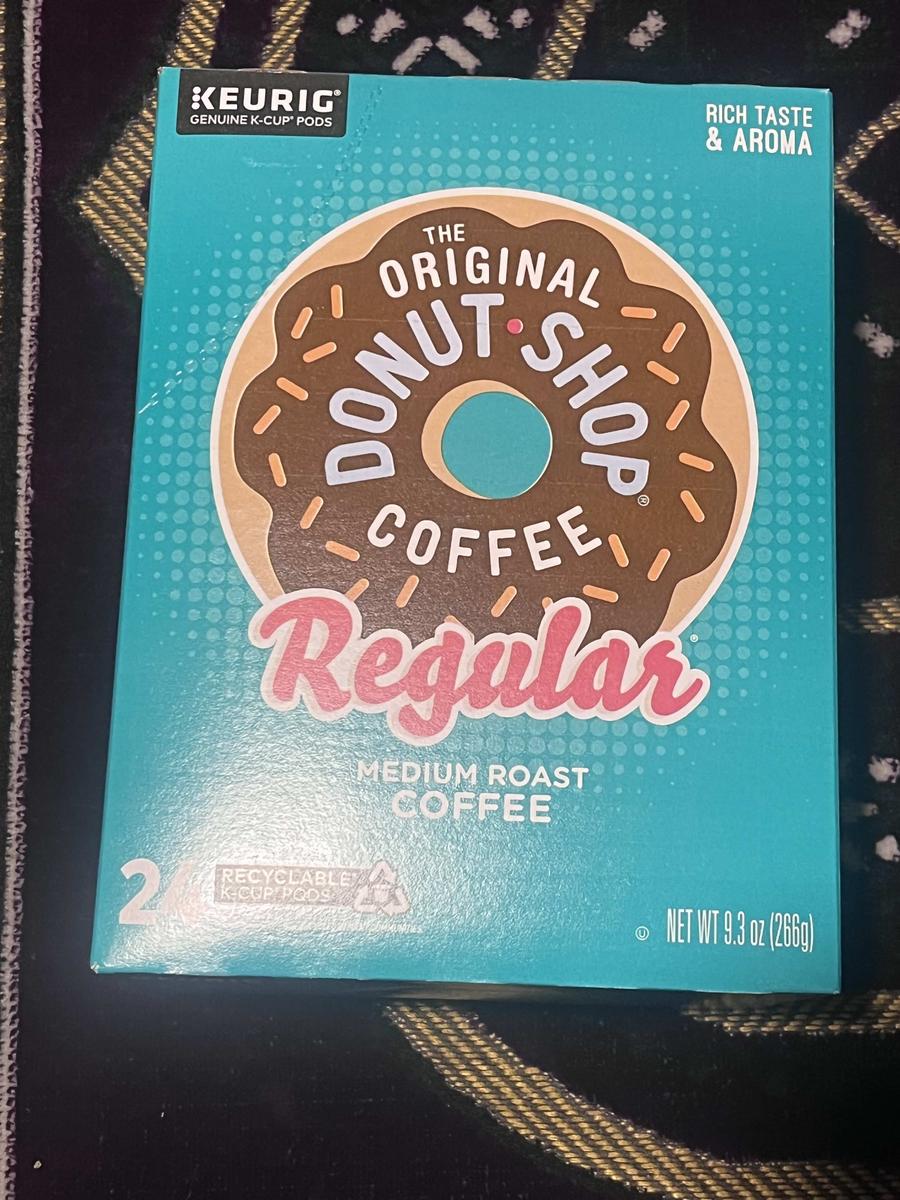 KEURIG®
GENUINE K-CUP® PODS
RICH TASTE
& AROMA
THE
ORIGINAL
DONUT•SHOP®
COFFEE
Regular®
MEDIUM ROAST
COFFEE
24
RECYCLABLE*
K-CUP® PODS
COMMUNITIES
U
NET WT 9.3 oz (266g)